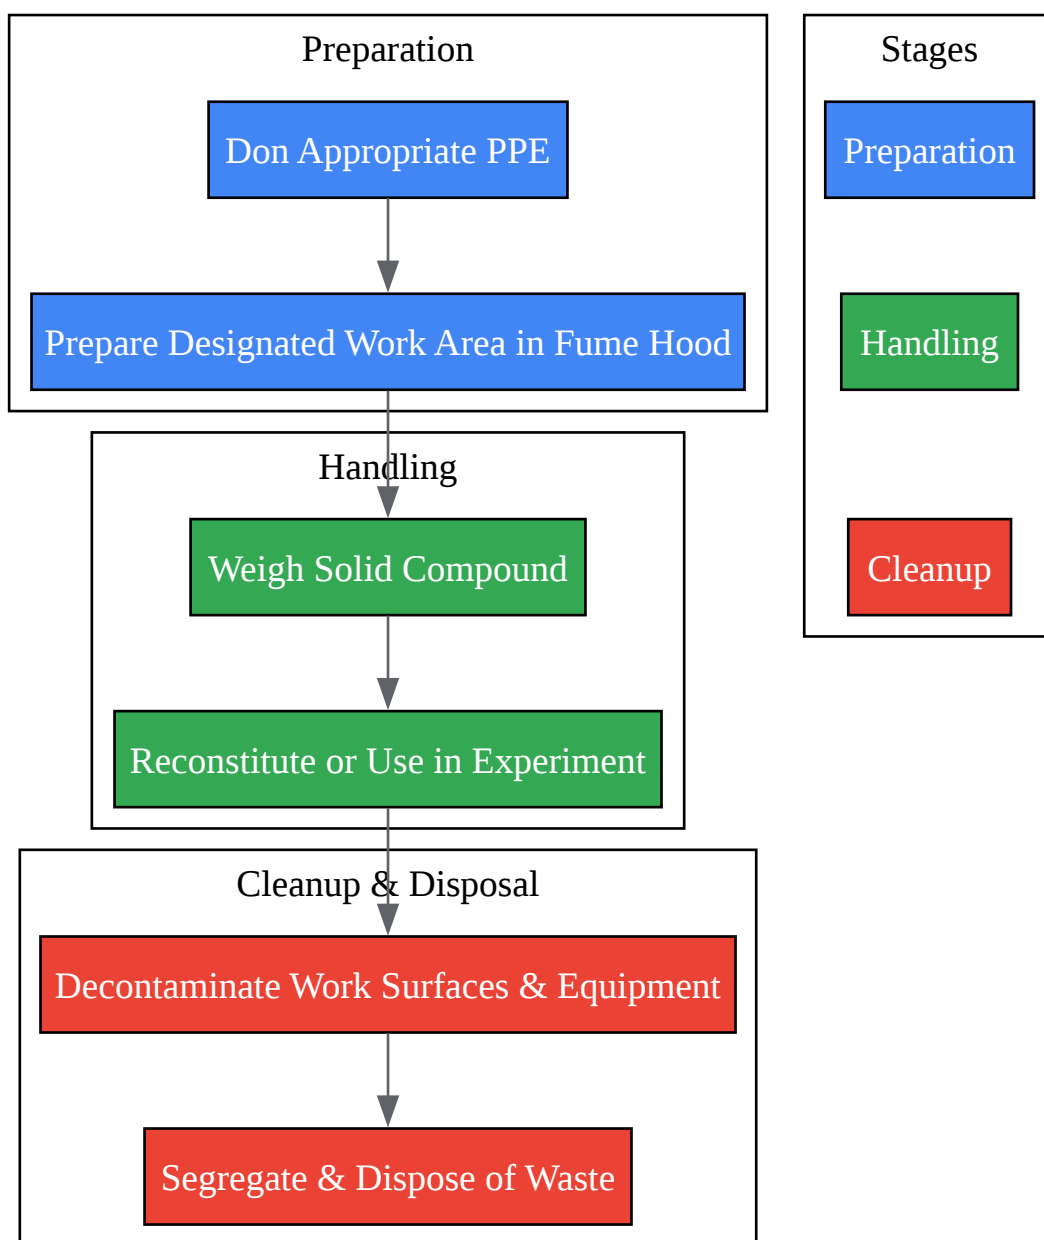 Preparation
Don Appropriate PPE
Prepare Designated Work Area in Fume Hood
Handling
Weigh Solid Compound
Reconstitute or Use in Experiment
Cleanup & Disposal
Decontaminate Work Surfaces & Equipment
Segregate & Dispose of Waste
Stages
Preparation
Handling
Cleanup